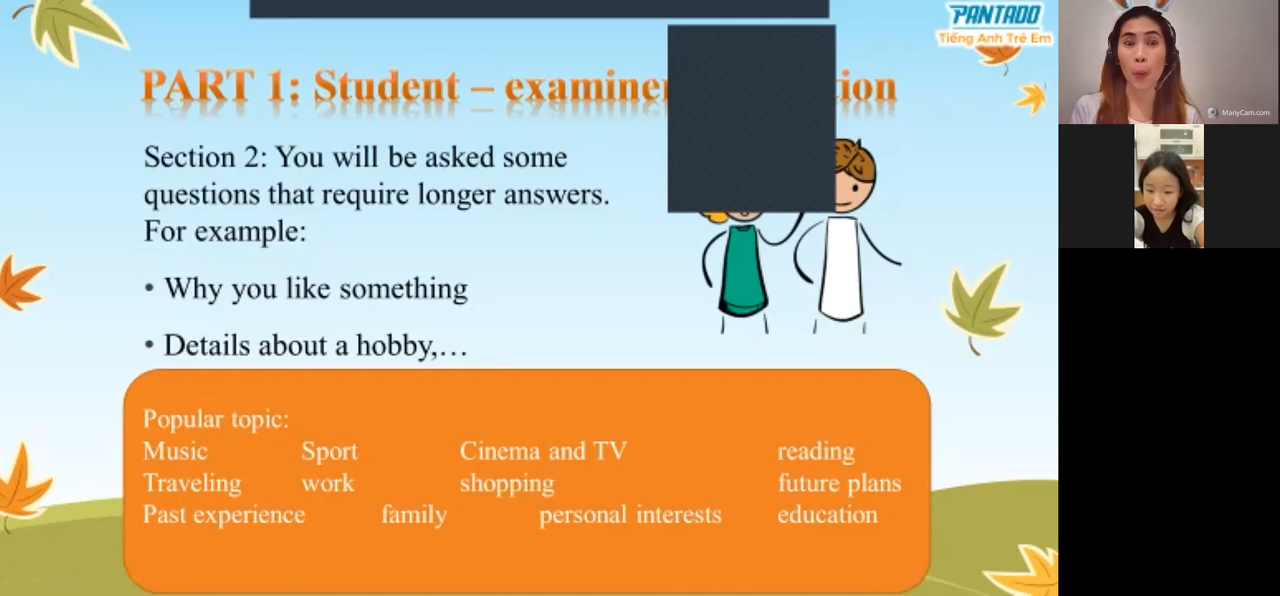 PANTADO
Tiếng Anh Trẻ Em
PART 1: Student – examiner
Section 2: You will be asked some
questions that require longer answers.
For example:
• Why you like something
• Details about a hobby,…
Popular topic:
Music Sport Cinema and TV reading
Traveling work shopping future plans
Past experience family personal interests education
ManyCam.com